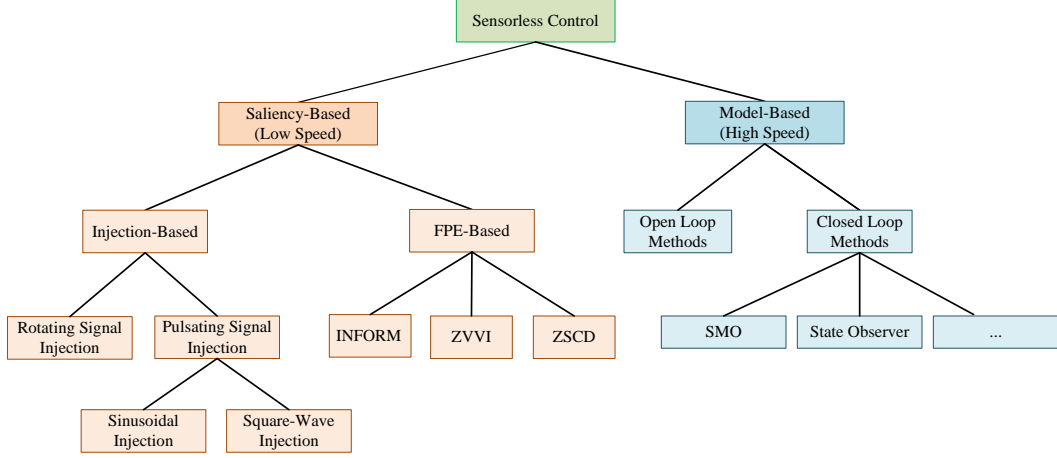 Sensorless Control
Saliency-Based
(Low Speed)
Model-Based
(High Speed)
Injection-Based
FPE-Based
Open Loop
Methods
Closed Loop
Methods
Rotating Signal
Injection
Pulsating Signal
Injection
INFORM
ZVVI
ZSCD
SMO
State Observer
...
Sinusoidal
Injection
Square-Wave
Injection